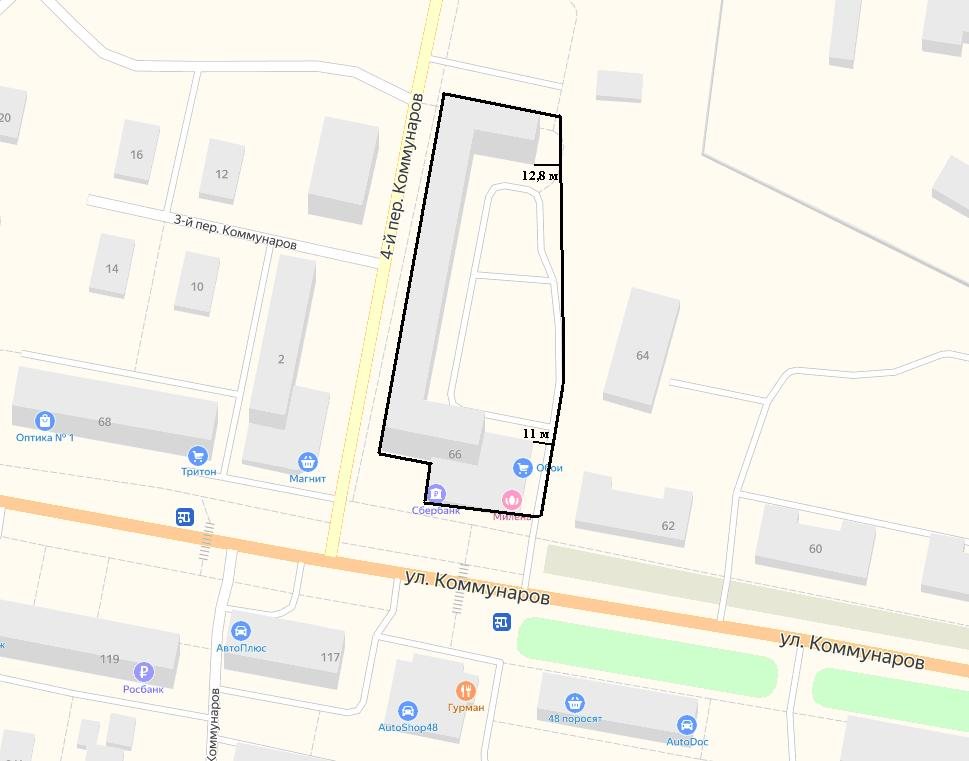 20
16
12
4-й пер. Коммунаров
12,8 м
3-й пер. Коммунаров
14
10
2
64
68
Оптика № 1
Тритон
Магнит
11 м
66
Обои
Сбербанк
Милена
62
60
ул. Коммунаров
ул. Коммунаров
119
Росбанк
АвтоПлюс
117
Гурман
AutoShop48
48 поросят
AutoDoc
Коммунаров